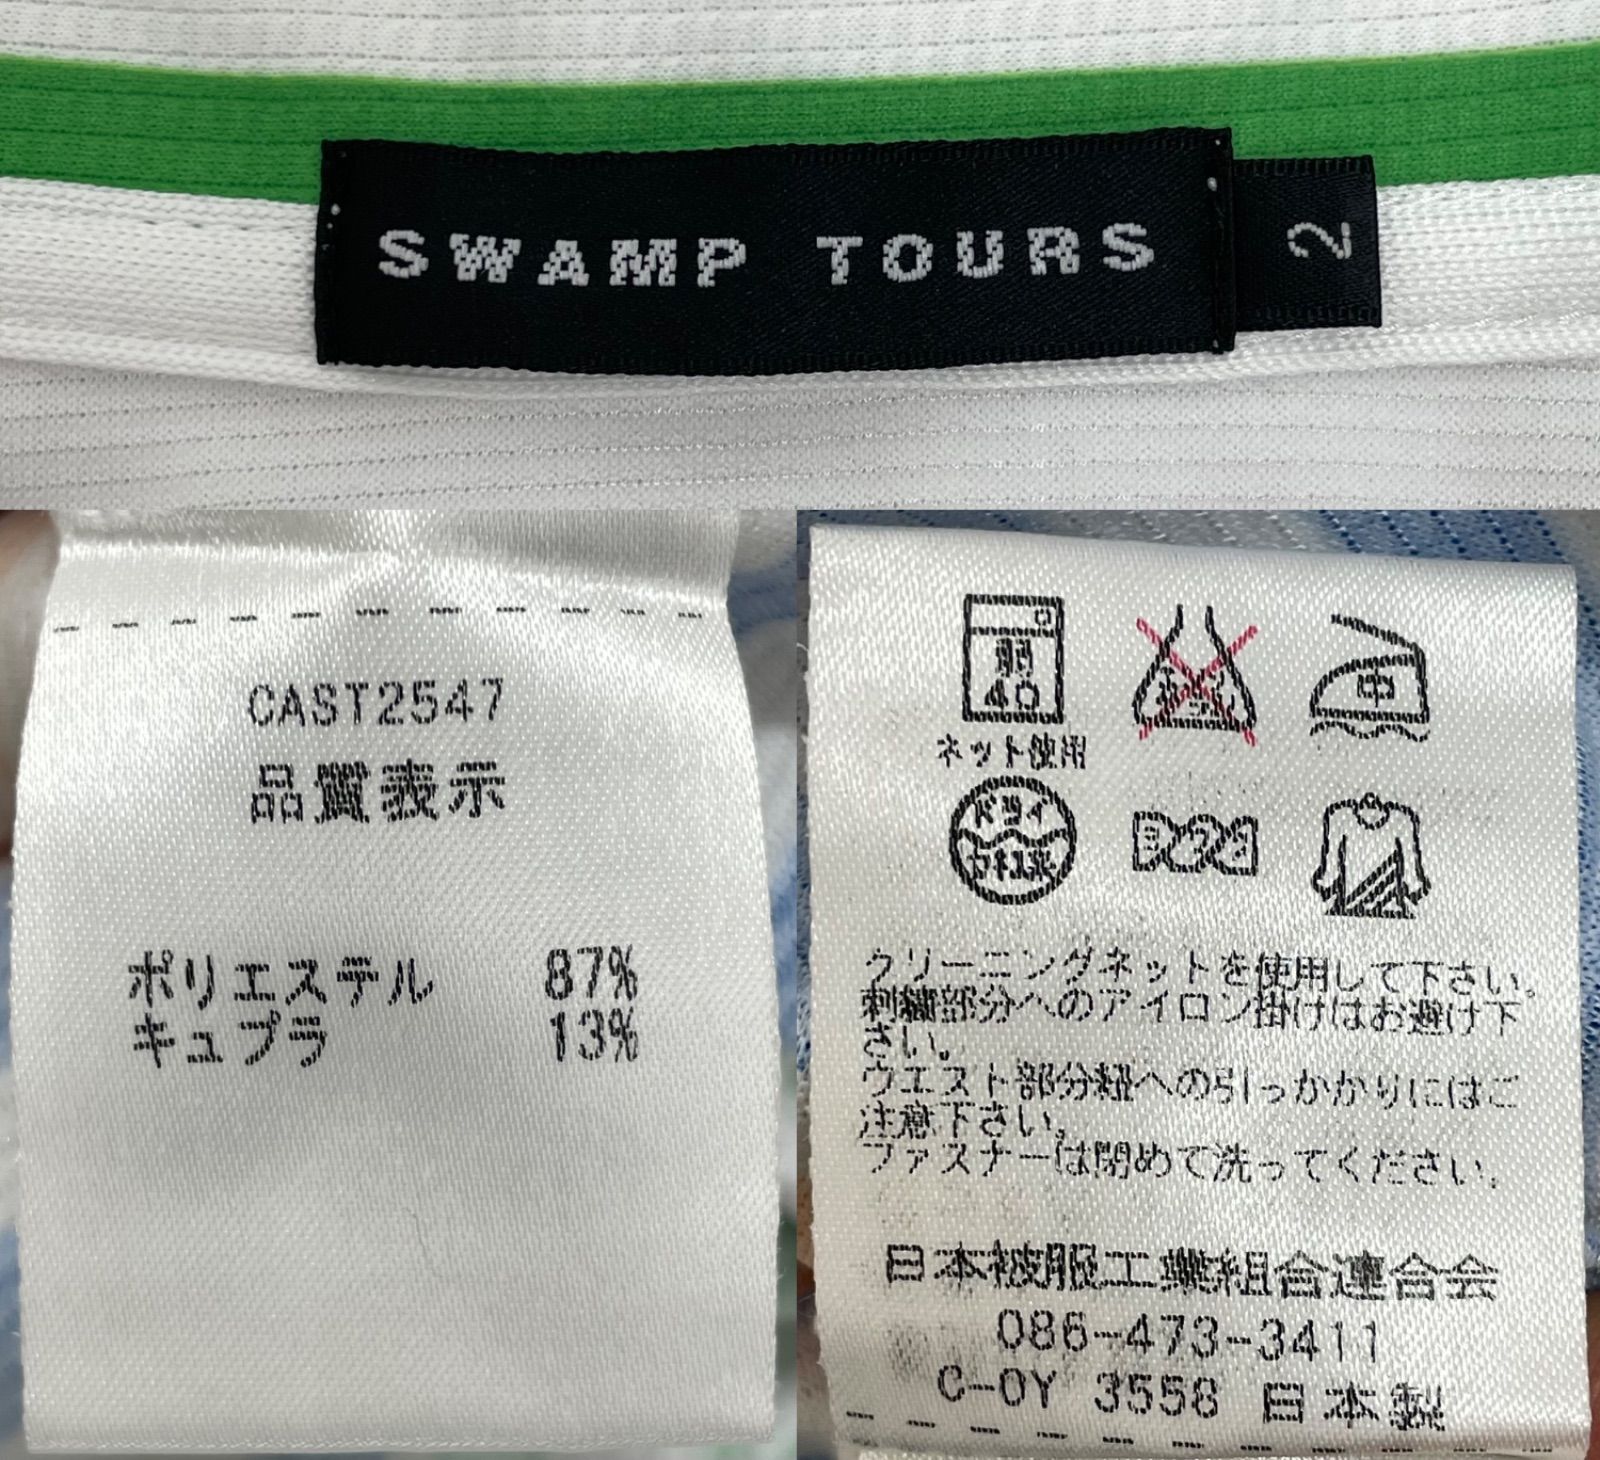 SWAMP TOURS
2
CAST2547
品質表示
ポリエステル 87%
キュプラ 13%
弱
40
ネット使用
中
ドライ
ヨワク
クリーニングネットを使用して下さい。
刺繍部分へのアイロン掛けはお避け下
さい。
ウエスト部分紐への引っかかりにはご
注意下さい。
ファスナーは閉めて洗ってください。
日本被服工業組合連合会
086-473-3411
C-OY 3558 日本製